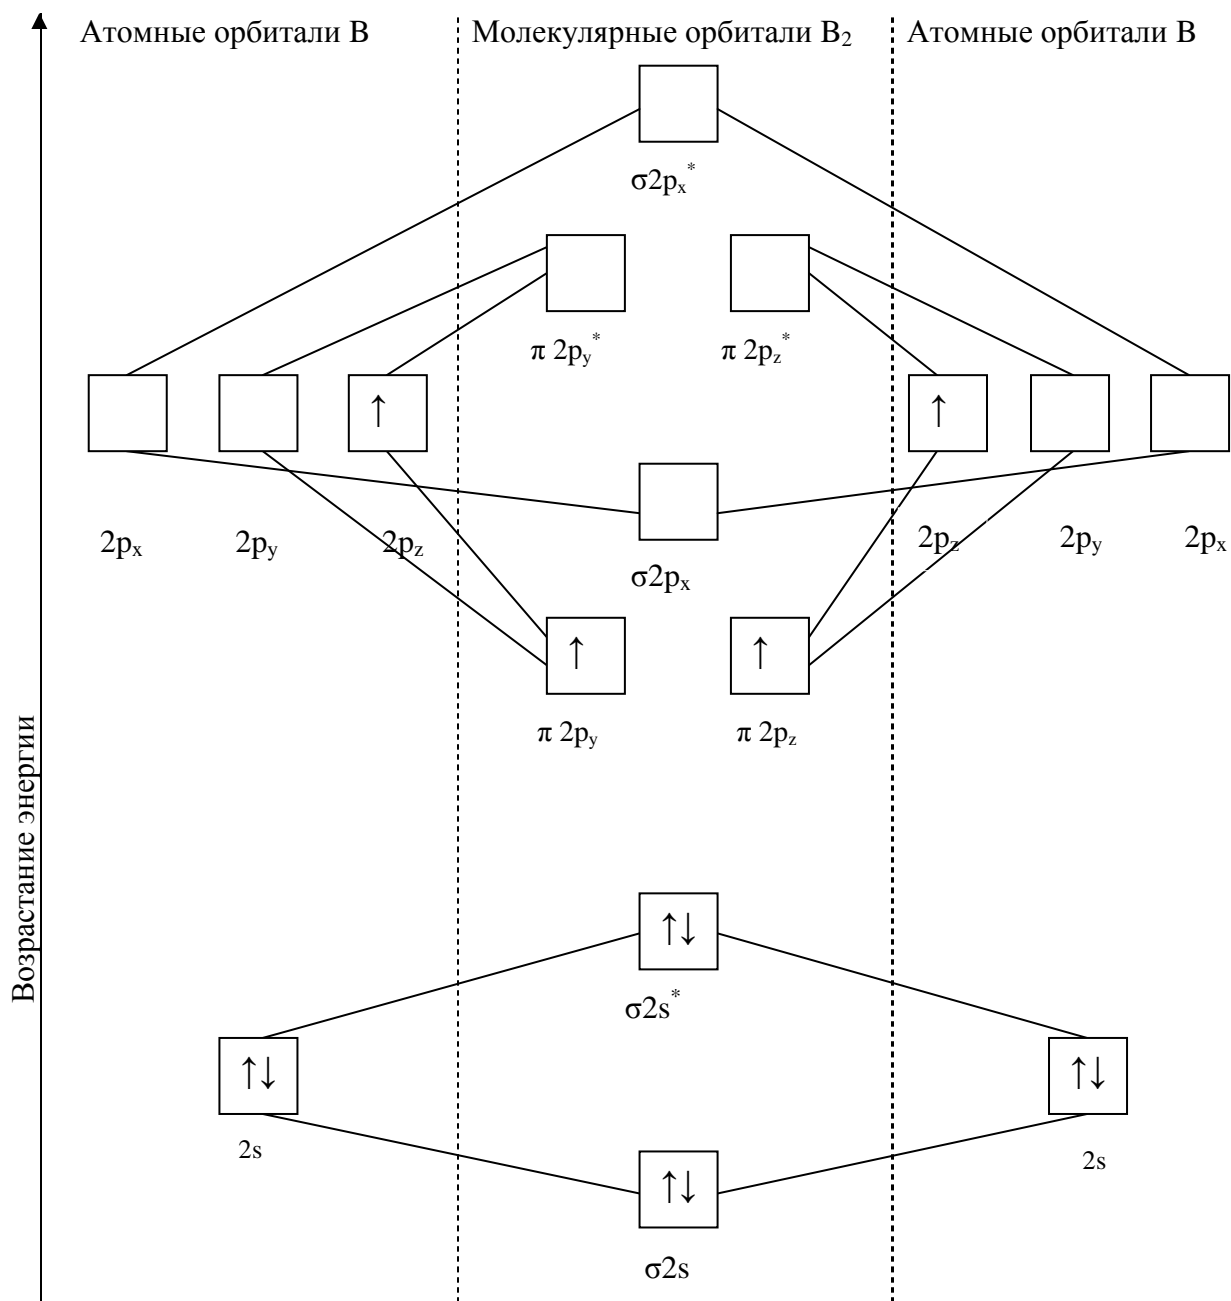 Атомные орбитали В
Молекулярные орбитали В₂
Атомные орбитали В
σ2pₓ*
π 2pᵧ*
π 2p_z*
↑
↑
2pₓ
2pᵧ
2p_z
2p_z
2pᵧ
2pₓ
σ2pₓ
↑
↑
π 2pᵧ
π 2p_z
Возрастание энергии
↑↓
σ2s*
↑↓
↑↓
2s
2s
↑↓
σ2s